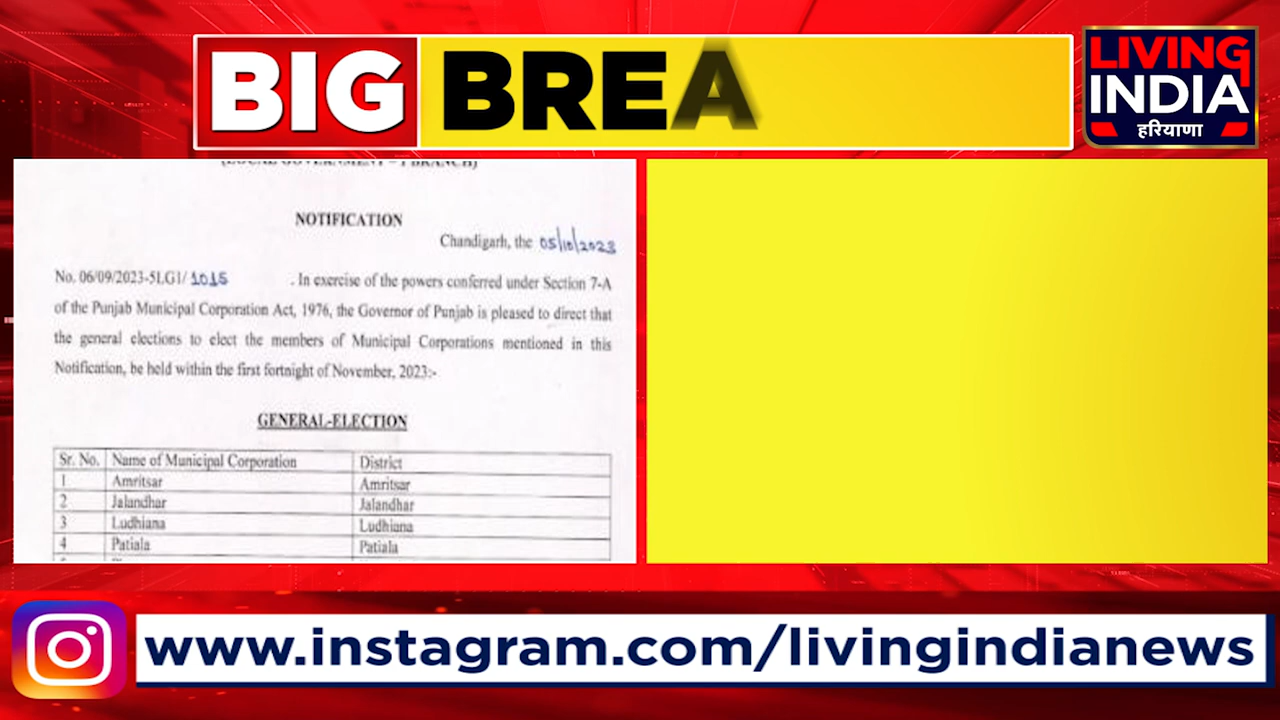 BIG BREA
LIVING
INDIA
हरियाणा
(LOCAL GOVERNMENT – I BRANCH)
NOTIFICATION
Chandigarh, the 05/10/2023
No. 06/09/2023-5LG1/1015 . In exercise of the powers conferred under Section 7-A
of the Punjab Municipal Corporation Act, 1976, the Governor of Punjab is pleased to direct that
the general elections to elect the members of Municipal Corporations mentioned in this
Notification, be held within the first fortnight of November, 2023:-
GENERAL-ELECTION
Sr. No. Name of Municipal Corporation District
1 Amritsar Amritsar
2 Jalandhar Jalandhar
3 Ludhiana Ludhiana
4 Patiala Patiala
www.instagram.com/livingindianews